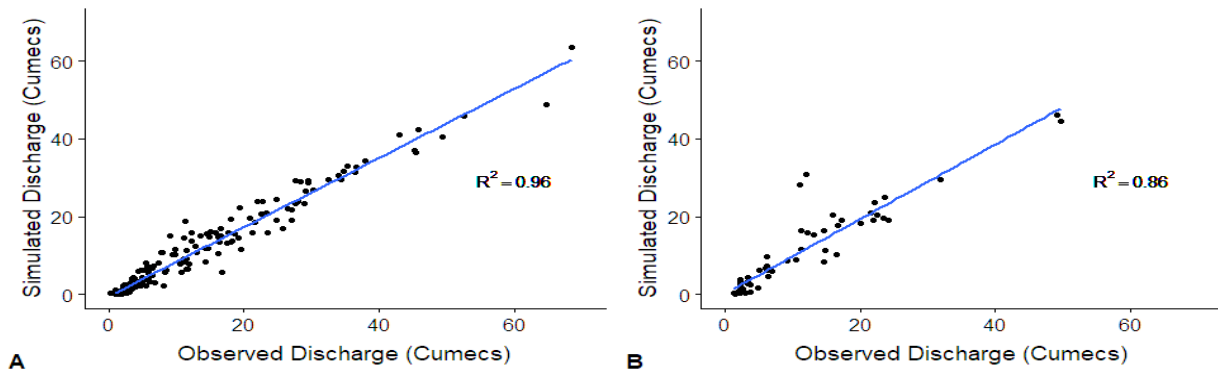 Simulated Discharge (Cumecs)
60
40
20
0
R² = 0.96
0 20 40 60
Observed Discharge (Cumecs)
A
Simulated Discharge (Cumecs)
60
40
20
0
R² = 0.86
0 20 40 60
Observed Discharge (Cumecs)
B